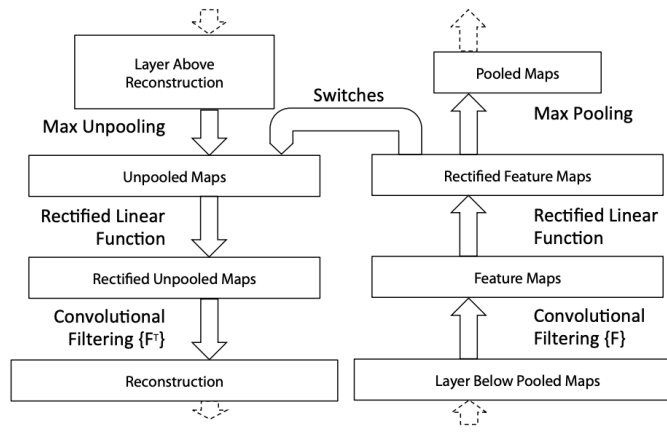 Layer Above
Reconstruction
Max Unpooling
Unpooled Maps
Rectified Linear
Function
Rectified Unpooled Maps
Convolutional
Filtering {Fᵀ}
Reconstruction
Switches
Pooled Maps
Max Pooling
Rectified Feature Maps
Rectified Linear
Function
Feature Maps
Convolutional
Filtering {F}
Layer Below Pooled Maps